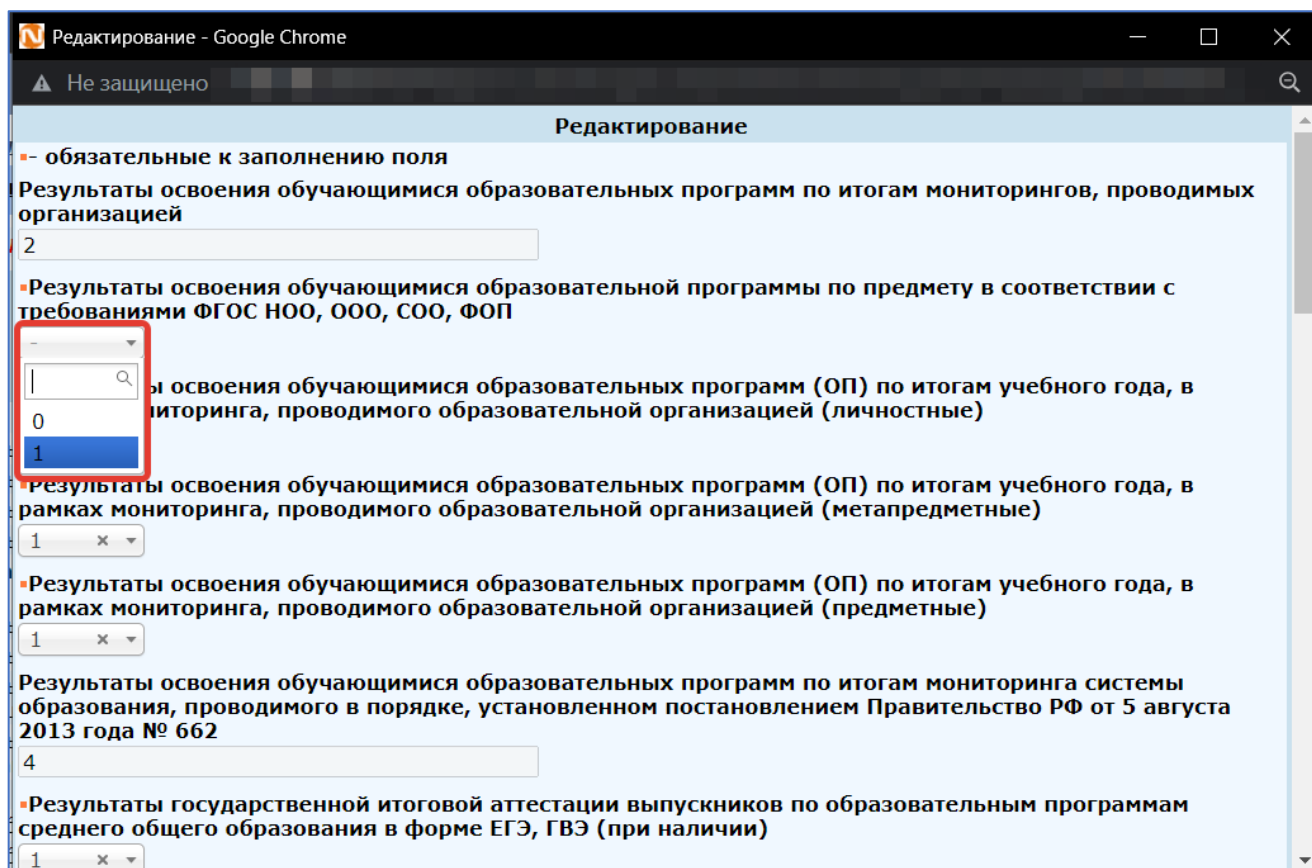 Редактирование - Google Chrome
Не защищено
Редактирование
- обязательные к заполнению поля
Результаты освоения обучающимися образовательных программ по итогам мониторингов, проводимых
организацией
2
Результаты освоения обучающимися образовательной программы по предмету в соответствии с
требованиями ФГОС НОО, ООО, СОО, ФОП
-
ы освоения обучающимися образовательных программ (ОП) по итогам учебного года, в
иторинга, проводимого образовательной организацией (личностные)
0
1
Результаты освоения обучающимися образовательных программ (ОП) по итогам учебного года, в
рамках мониторинга, проводимого образовательной организацией (метапредметные)
1
Результаты освоения обучающимися образовательных программ (ОП) по итогам учебного года, в
рамках мониторинга, проводимого образовательной организацией (предметные)
1
Результаты освоения обучающимися образовательных программ по итогам мониторинга системы
образования, проводимого в порядке, установленном постановлением Правительство РФ от 5 августа
2013 года № 662
4
Результаты государственной итоговой аттестации выпускников по образовательным программам
среднего общего образования в форме ЕГЭ, ГВЭ (при наличии)
1